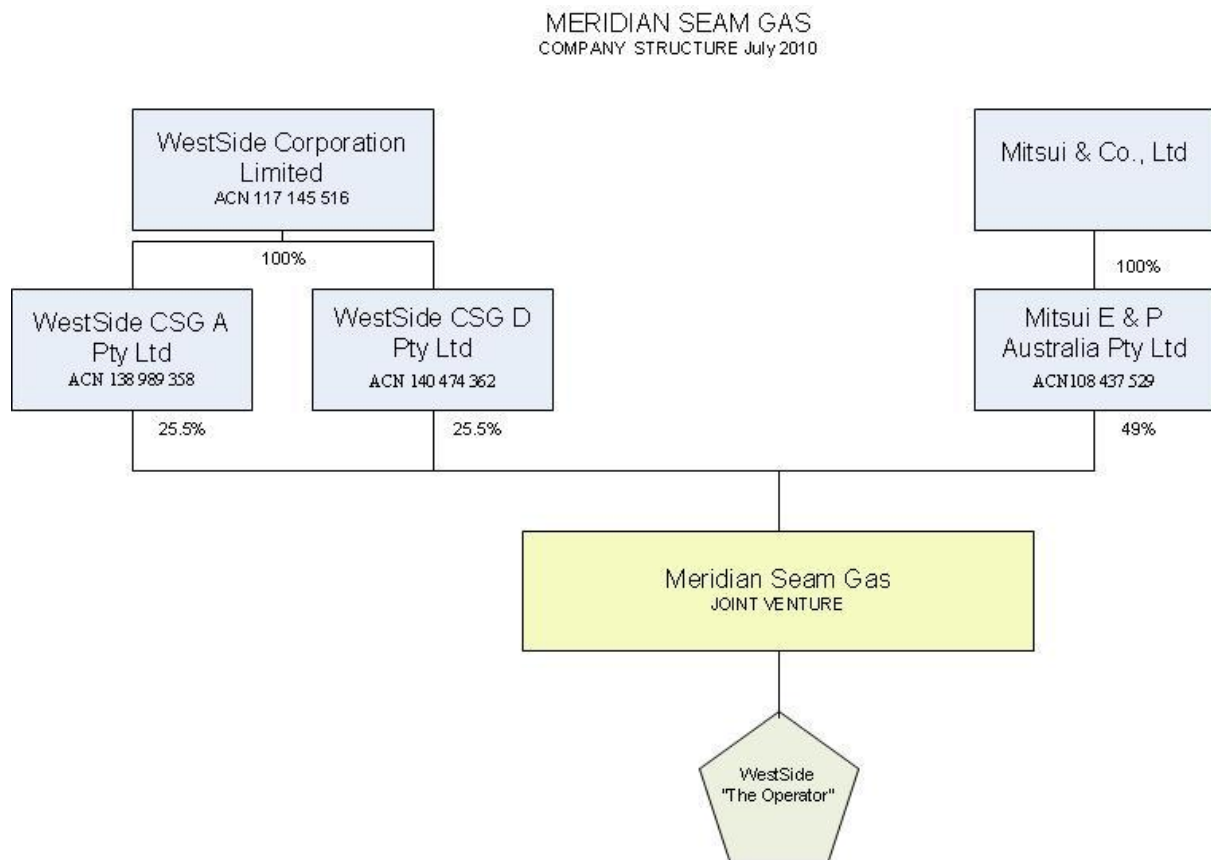 MERIDIAN SEAM GAS
COMPANY STRUCTURE July 2010
WestSide Corporation
Limited
ACN 117 145 516
Mitsui & Co., Ltd
100%
100%
WestSide CSG A
Pty Ltd
ACN 138 989 358
WestSide CSG D
Pty Ltd
ACN 140 474 362
Mitsui E & P
Australia Pty Ltd
ACN108 437 529
25.5%
25.5%
49%
Meridian Seam Gas
JOINT VENTURE
WestSide
"The Operator"